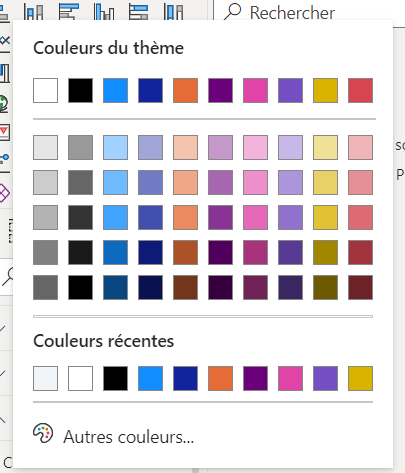 Rechercher
Couleurs du thème
Couleurs récentes
Autres couleurs...